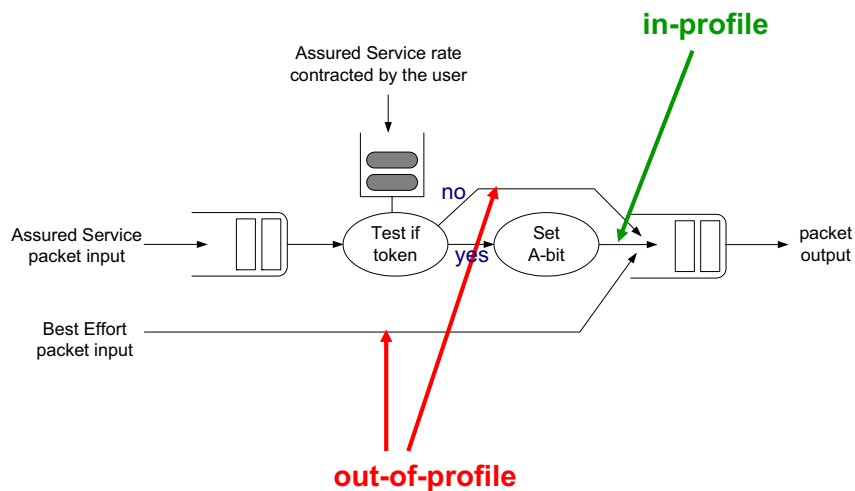 in-profile
Assured Service rate
contracted by the user
no
Assured Service
packet input
Test if
token
yes
Set
A-bit
packet
output
Best Effort
packet input
out-of-profile